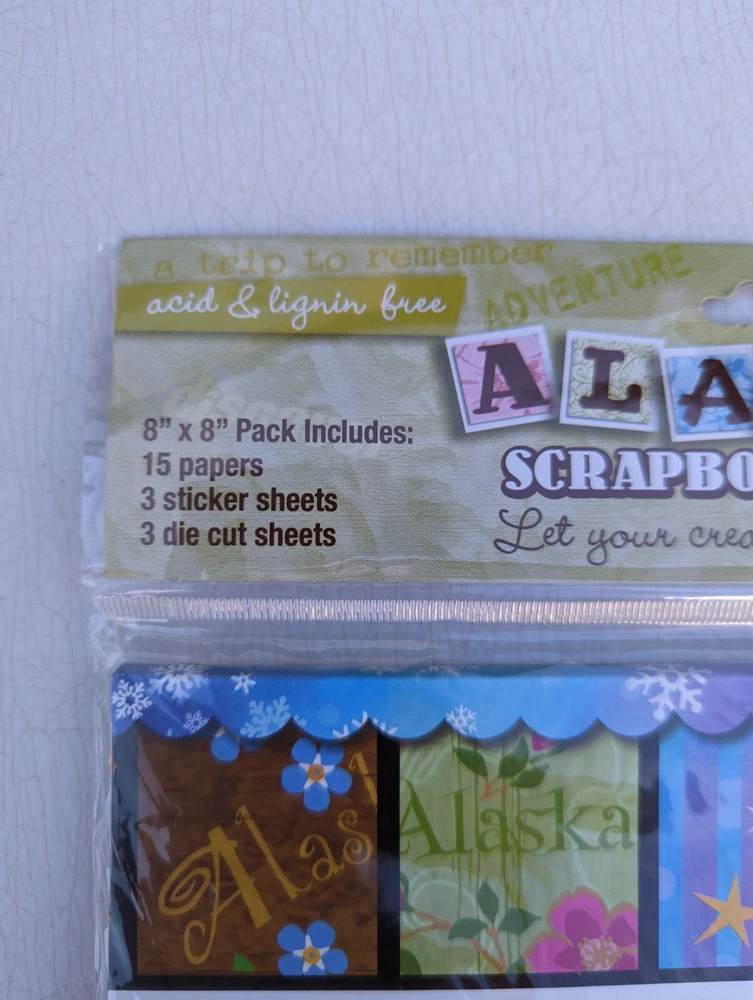 a trip to remember
acid & lignin free
ADVENTURE
ALA
8” x 8” Pack Includes:
15 papers
3 sticker sheets
3 die cut sheets
SCRAPBO
Let your crea
Alas
Alaska